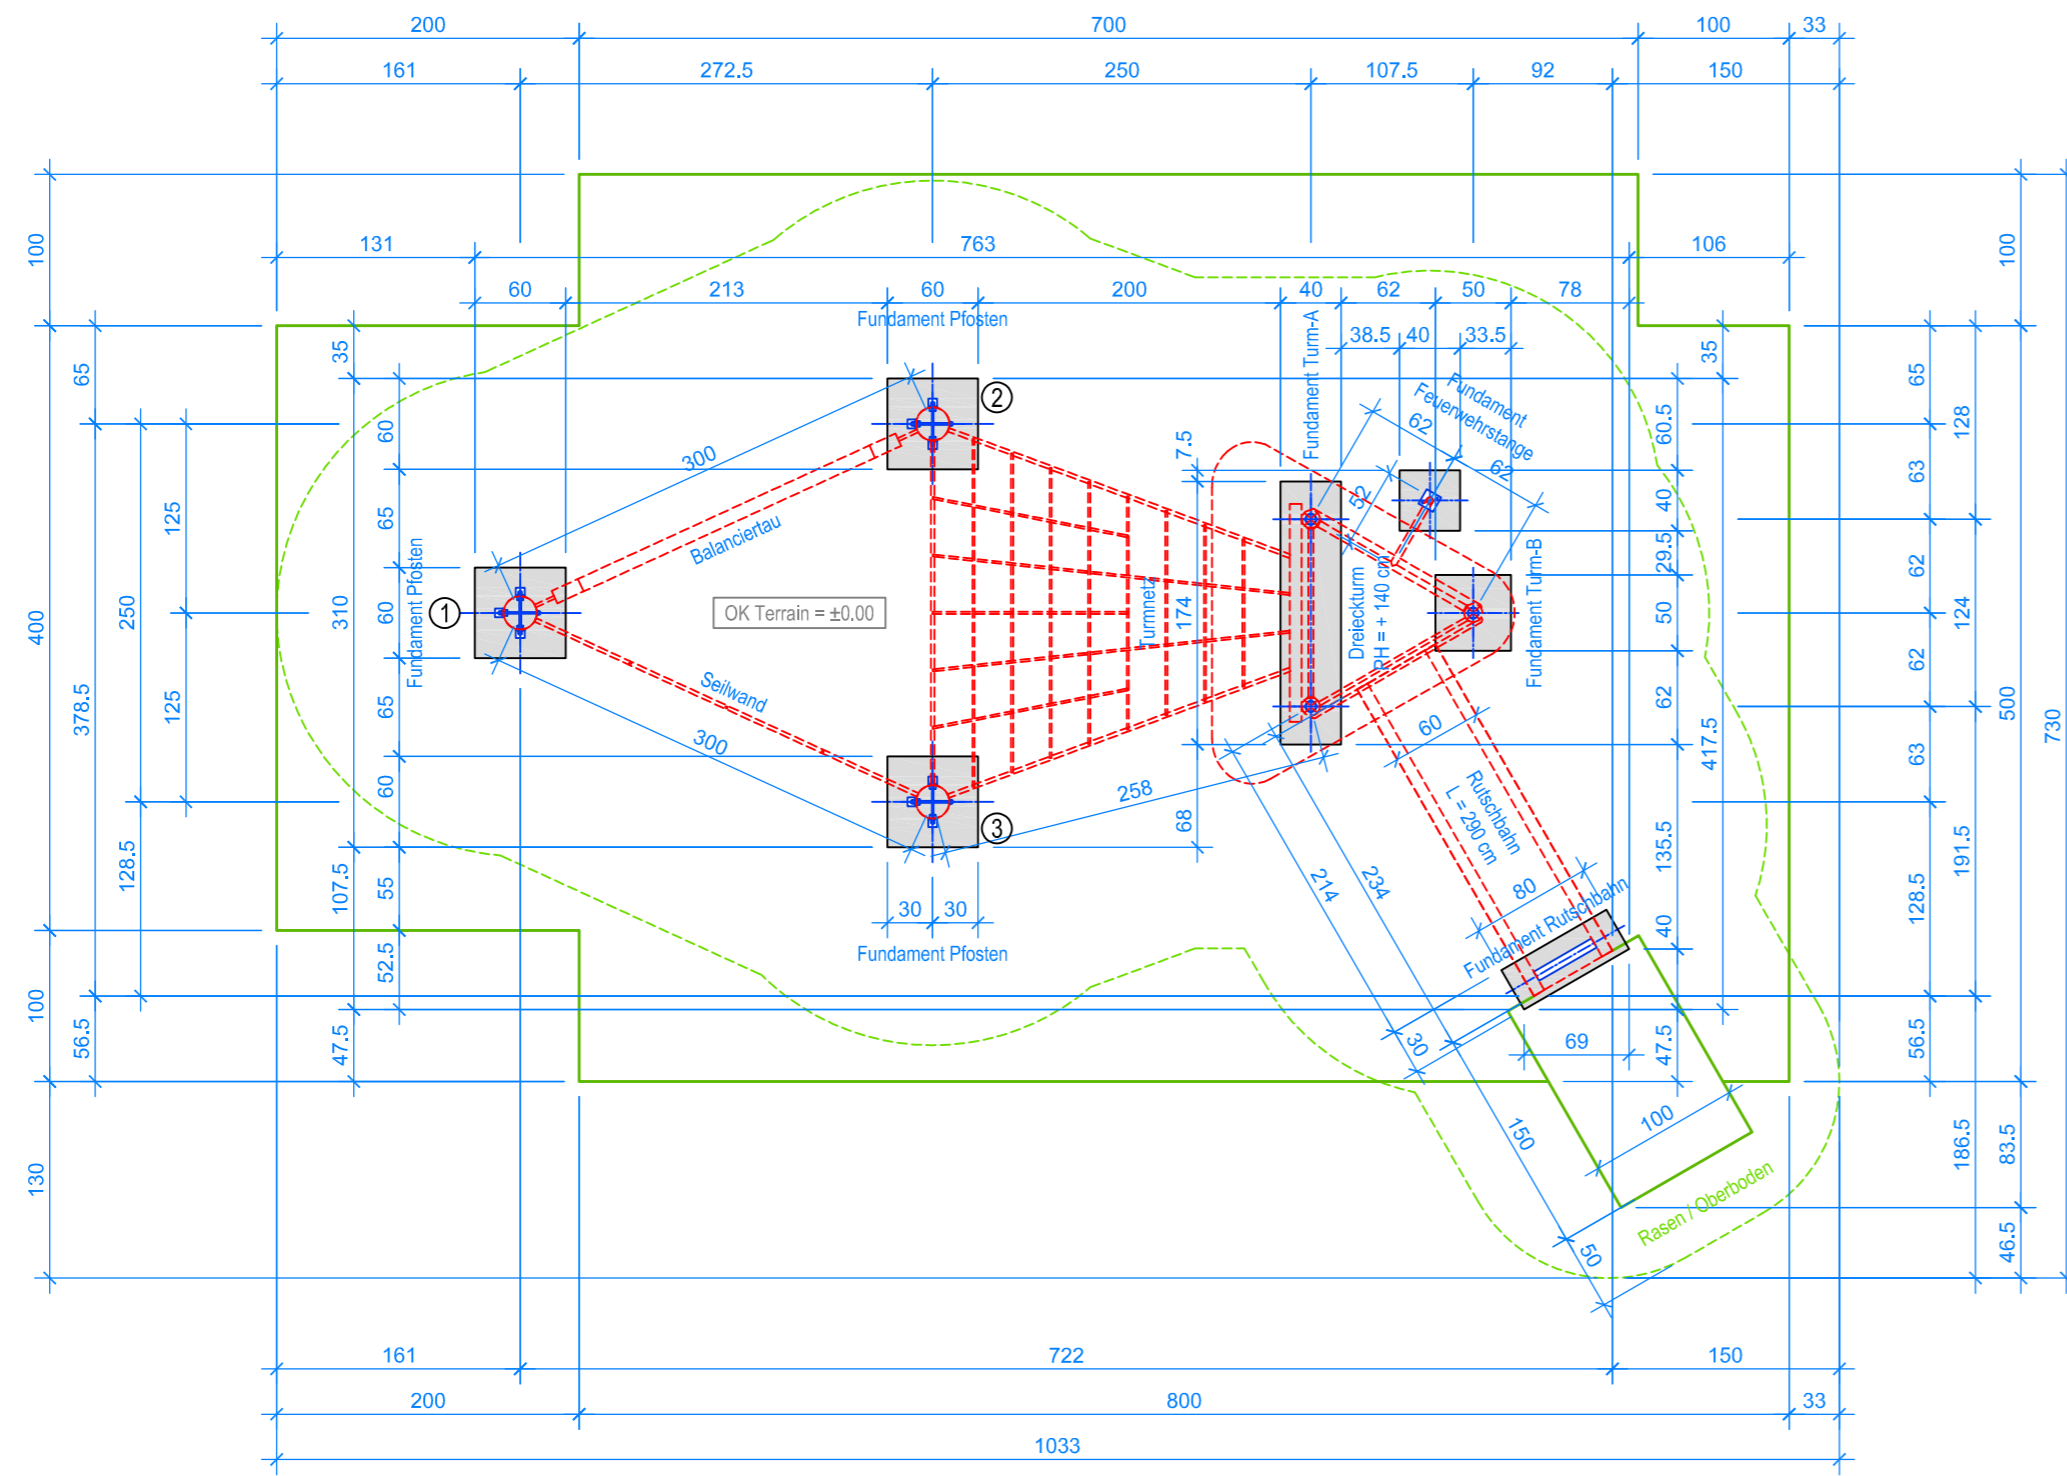 200 700 100 33
161 272.5 250 107.5 92 150
131 763 106
60 213 60 200 40 62 50 78
Fundament Pfosten
38.5 40 33.5
Fundament Turm-A
Fundament
Feuerwehrstange
62
62
52
100
400
100
130
65
378.5
56.5
250
128.5
125
125
35
310
107.5
47.5
60
65
60
65
60
55
52.5
2
300
Balanciertau
Fundament Pfosten
1
OK Terrain = ±0.00
Seilwand
300
3
30 30
Fundament Pfosten
Turmnetz
7.5
174
68
Dreieckturm
PH = + 140 cm
Fundament Turm-B
258
60
Rutschbahn
L = 290 cm
214
234
80
Fundament Rutschbahn
30
69
150
100
50
Rasen / Oberboden
60.5
40
29.5
50
62
135.5
40
47.5
35
417.5
65
63
62
62
63
128.5
56.5
128
124
191.5
186.5
100
500
83.5
46.5
730
161 722 150
200 800 33
1033